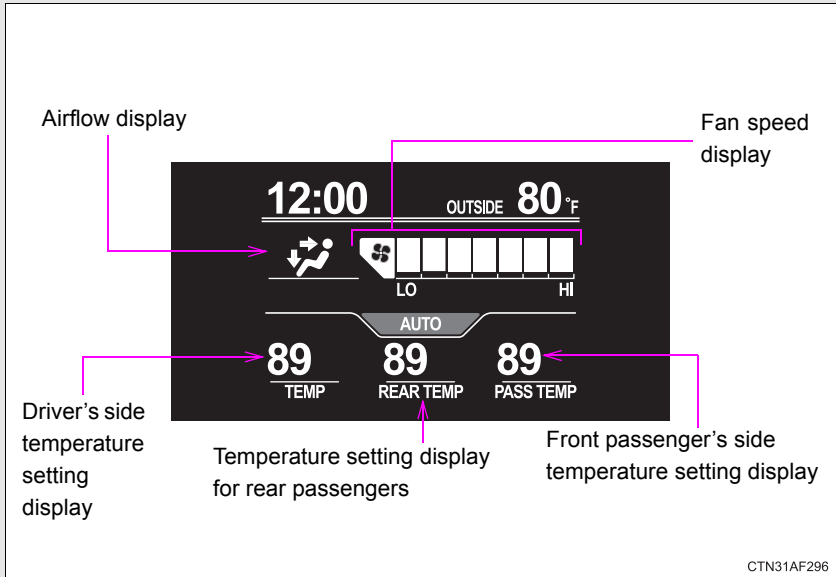 Airflow display
Fan speed
display
12:00
OUTSIDE 80°F
LO
HI
AUTO
89
89
89
TEMP
REAR TEMP
PASS TEMP
Driver’s side
temperature
setting
display
Temperature setting display
for rear passengers
Front passenger’s side
temperature setting display
CTN31AF296